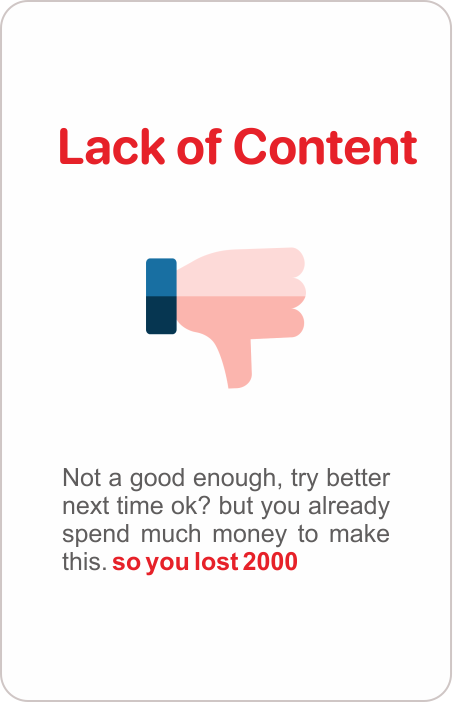 Lack of Content
Not a good enough, try better
next time ok? but you already
spend much money to make
this. so you lost 2000